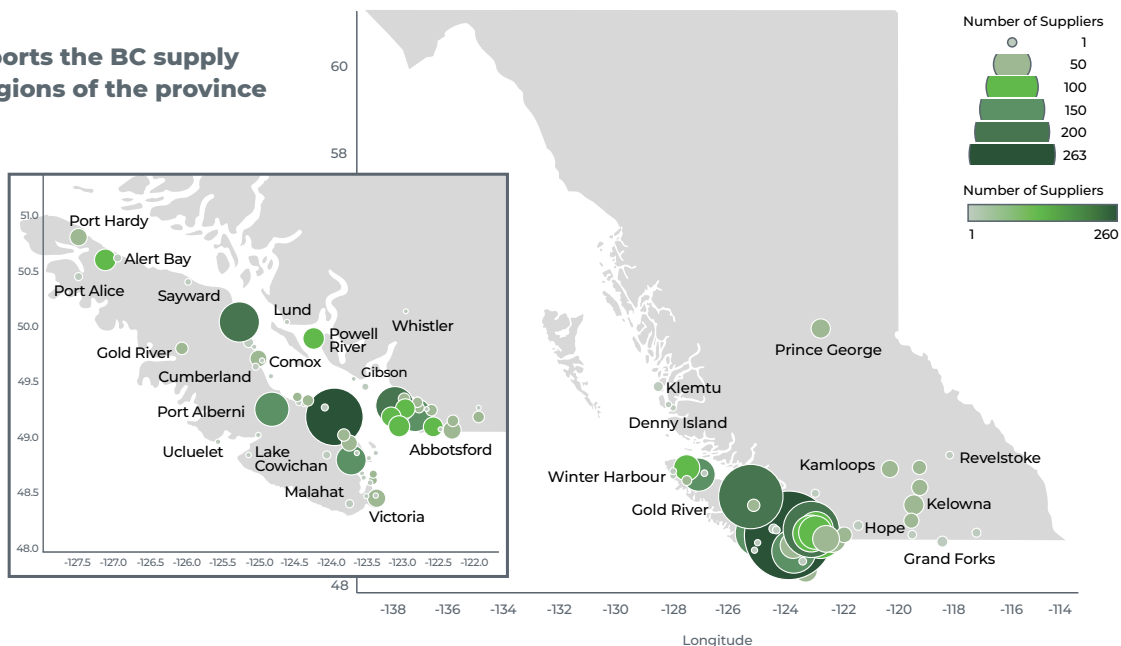 ports the BC supply
gions of the province
Number of Suppliers
1
50
100
150
200
263
Number of Suppliers
1
260
60
58
48
-138
-136
-134
-132
-130
-128
-126
-124
-122
-120
-118
-116
-114
Longitude
Prince George
Klemtu
Denny Island
Winter Harbour
Gold River
Kamloops
Revelstoke
Kelowna
Hope
Grand Forks
51.0
50.5
50.0
49.5
49.0
48.5
48.0
-127.5
-127.0
-126.5
-125.5
-125.0
-124.5
-124.0
-123.5
-123.0
-122.5
-122.0
Port Hardy
Alert Bay
Port Alice
Sayward
Lund
Whistler
Powell
River
Gold River
Comox
Gibson
Cumberland
Port Alberni
Ucluelet
Lake
Cowichan
Abbotsford
Malahat
Victoria